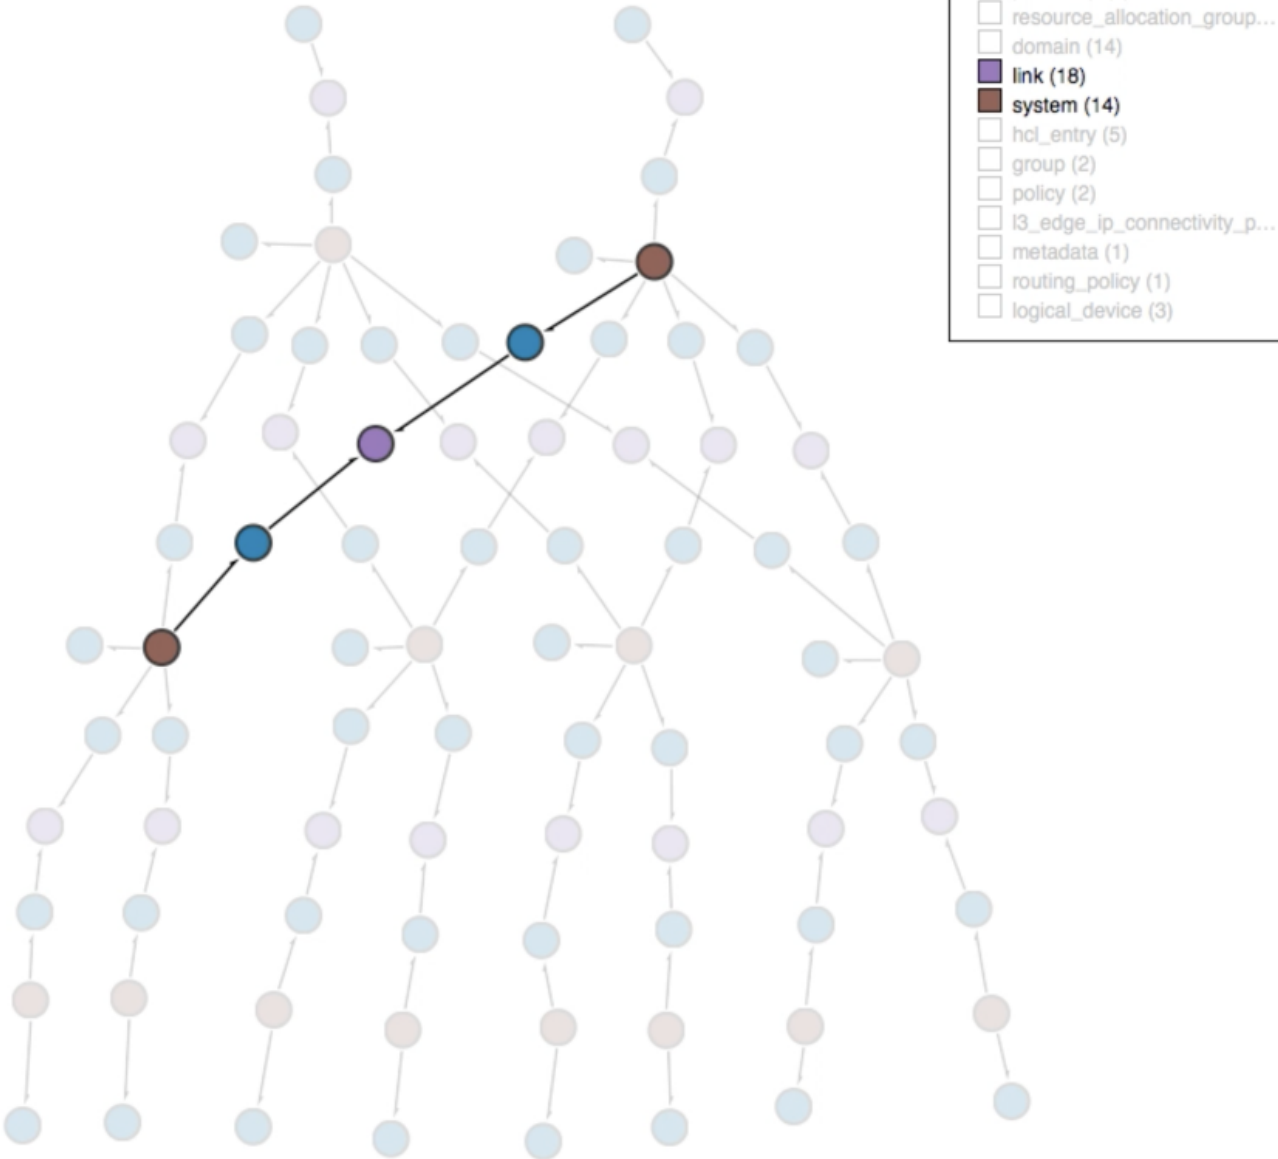 resource_allocation_group...
domain (14)
link (18)
system (14)
hcl_entry (5)
group (2)
policy (2)
l3_edge_ip_connectivity_p...
metadata (1)
routing_policy (1)
logical_device (3)